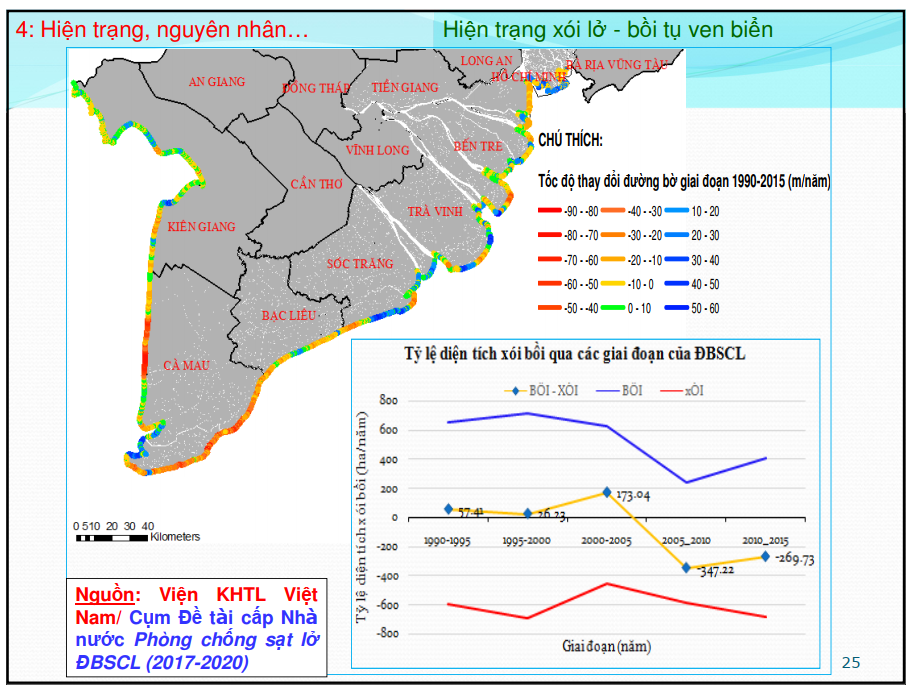 4: Hiện trạng, nguyên nhân…
Hiện trạng xói lở - bồi tụ ven biển
LONG AN
BÀ RỊA VŨNG TÀU
HỒ CHÍ MINH
AN GIANG
ĐỒNG THÁP
TIỀN GIANG
VĨNH LONG
BẾN TRE
CẦN THƠ
TRÀ VINH
KIÊN GIANG
SÓC TRĂNG
BẠC LIÊU
CÀ MAU
0 5 10 20 30 40
Kilometers
CHÚ THÍCH:
Tốc độ thay đổi đường bờ giai đoạn 1990-2015 (m/năm)
-90 - -80 -40 - -30 10 - 20
-80 - -70 -30 - -20 20 - 30
-70 - -60 -20 - -10 30 - 40
-60 - -50 -10 - 0 40 - 50
-50 - -40 0 - 10 50 - 60
Tỷ lệ diện tích xói bồi qua các giai đoạn của ĐBSCL
BỒI - XÓI BỒI XÓI
Tỷ lệ diện tích xói bồi (ha/năm)
800
600
400
200
0
-200
-400
-600
-800
57.41
26.23
173.04
-347.22
-269.73
1990-1995 1995-2000 2000-2005 2005_2010 2010_2015
Giai đoạn (năm)
Nguồn: Viện KHTL Việt
Nam/ Cụm Đề tài cấp Nhà
nước Phòng chống sạt lở
ĐBSCL (2017-2020)
25